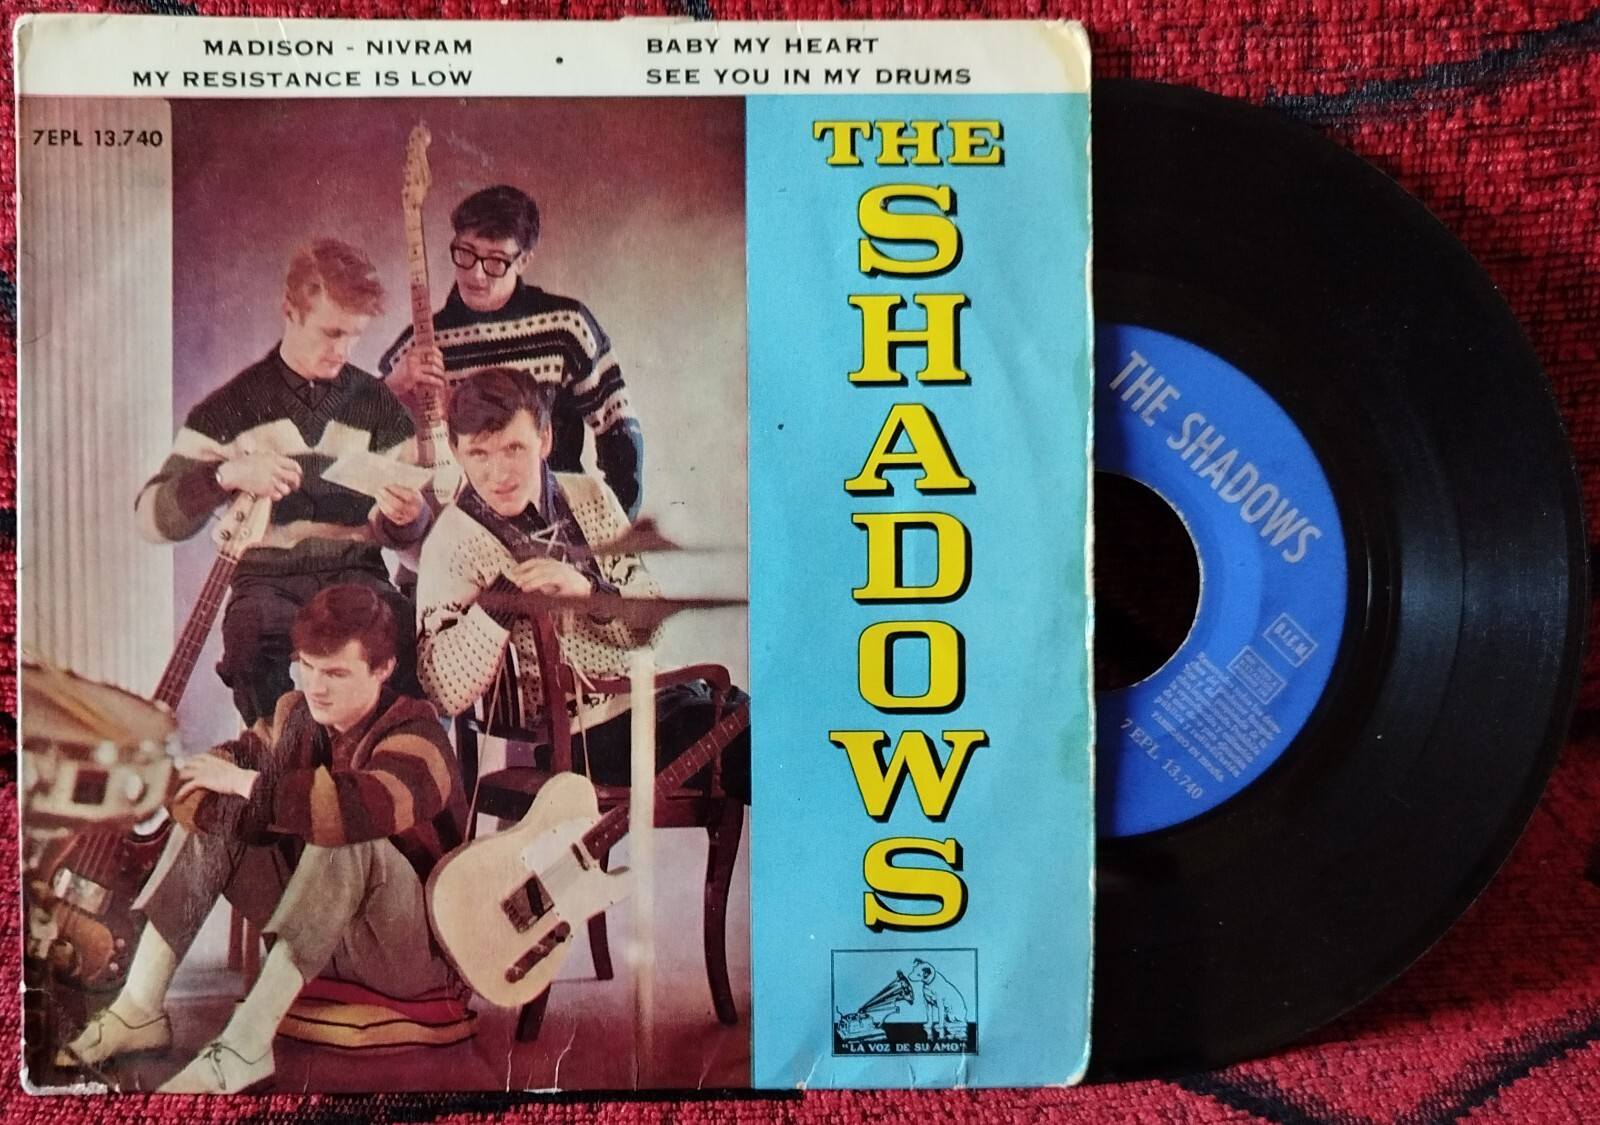 MADISON - NIVRAM
MY RESISTANCE IS LOW
•
BABY MY HEART
SEE YOU IN MY DRUMS
7EPL 13.740
THE
SHADOWS
"LA VOZ DE SU AMO"
THE SHADOWS
7 EPL 13.740